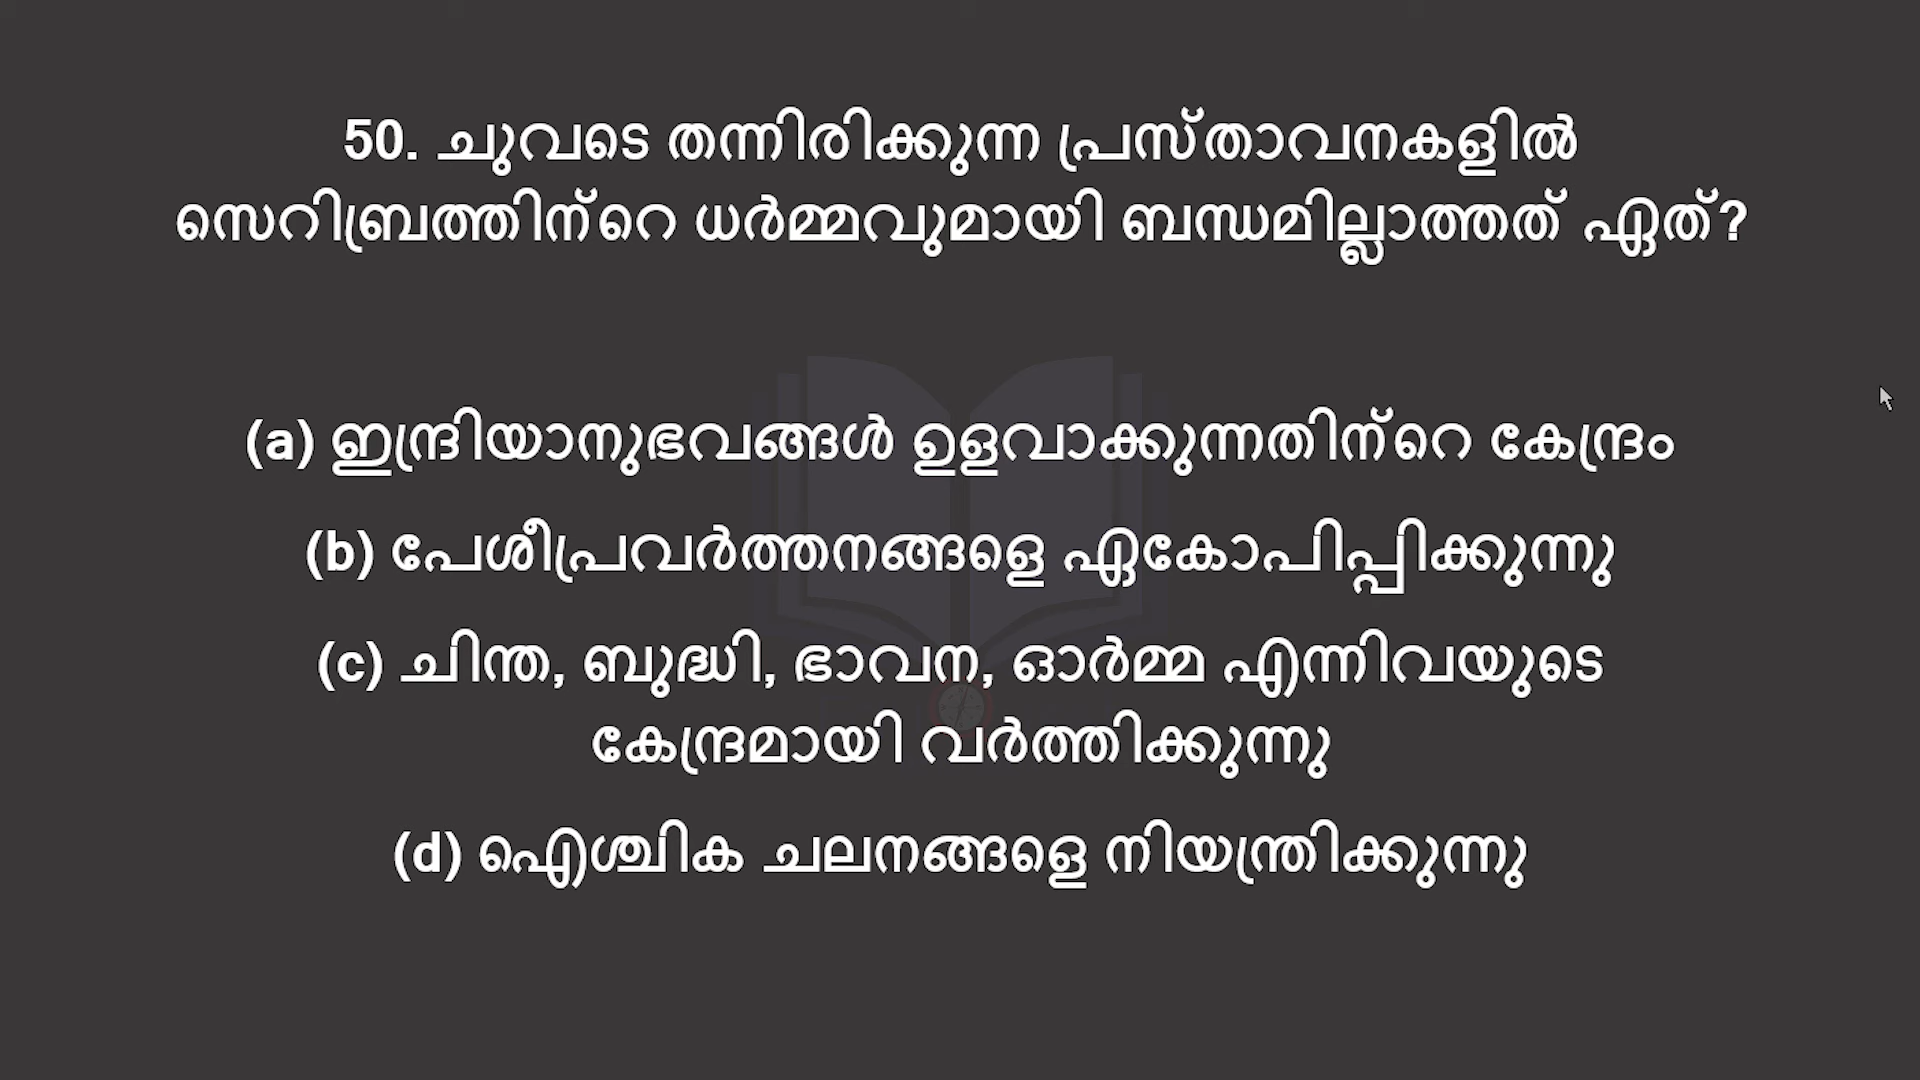 50. ചുവടെ തന്നിരിക്കുന്ന പ്രസ്താവനകളിൽ
സെറിബ്രത്തിന്റെ ധർമ്മവുമായി ബന്ധമില്ലാത്തത് ഏത്?
(a) ഇന്ദ്രിയാനുഭവങ്ങൾ ഉളവാക്കുന്നതിന്റെ കേന്ദ്രം
(b) പേശീപ്രവർത്തനങ്ങളെ ഏകോപിപ്പിക്കുന്നു
(c) ചിന്ത, ബുദ്ധി, ഭാവന, ഓർമ്മ എന്നിവയുടെ
കേന്ദ്രമായി വർത്തിക്കുന്നു
(d) ഐശ്ചിക ചലനങ്ങളെ നിയന്ത്രിക്കുന്നു